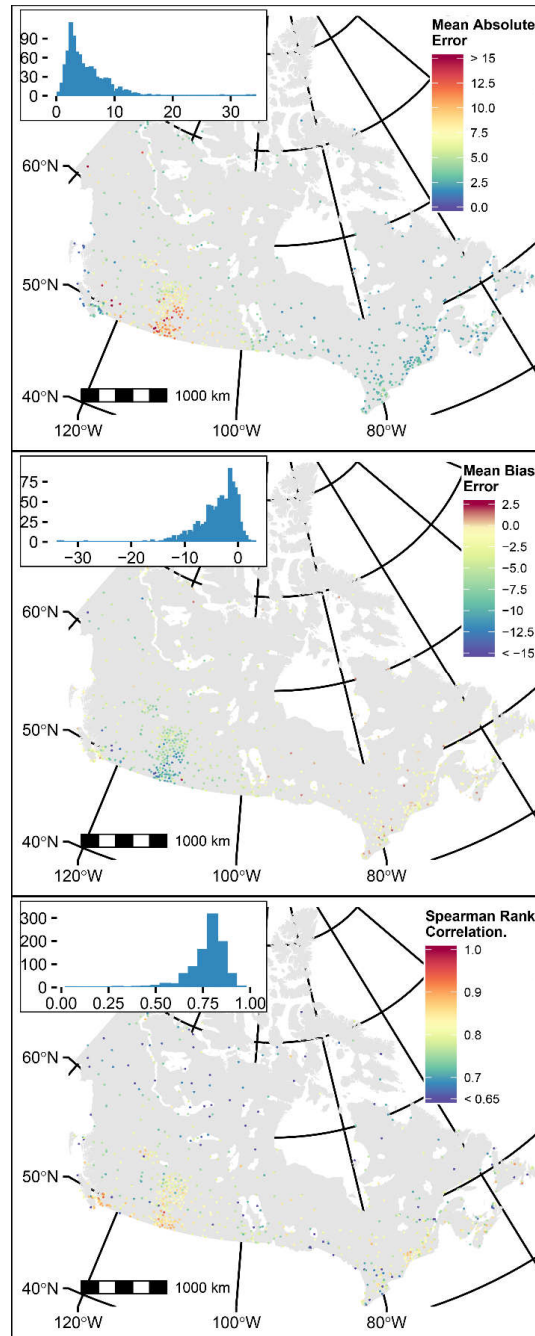 Mean Absolute
Error
> 15
12.5
10.0
7.5
5.0
2.5
0.0
90
60
30
0
0 10 20 30
60°N
50°N
40°N
1000 km
120°W 100°W 80°W
Mean Bias
Error
2.5
0.0
−2.5
−5.0
−7.5
−10.0
−12.5
< −15
75
50
25
0
−30 −20 −10 0
60°N
50°N
40°N
1000 km
120°W 100°W 80°W
Spearman Rank
Correlation.
1.0
0.9
0.8
0.7
< 0.65
300
200
100
0
0.00 0.25 0.50 0.75 1.00
60°N
50°N
40°N
1000 km
120°W 100°W 80°W